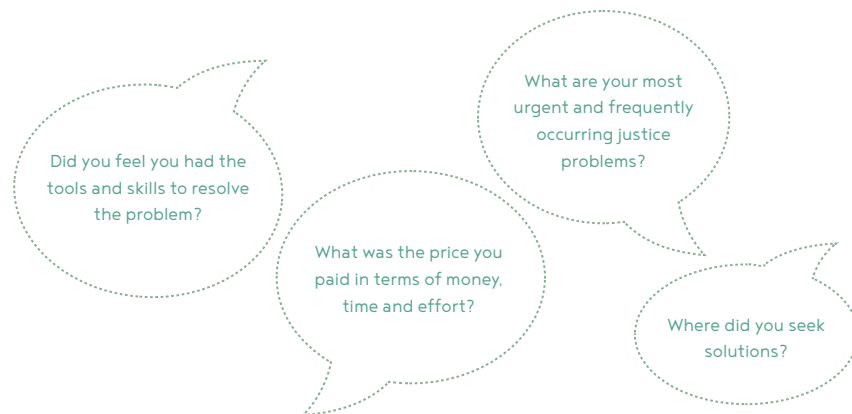 Did you feel you had the
tools and skills to resolve
the problem?
What was the price you
paid in terms of money,
time and effort?
What are your most
urgent and frequently
occurring justice
problems?
Where did you seek
solutions?